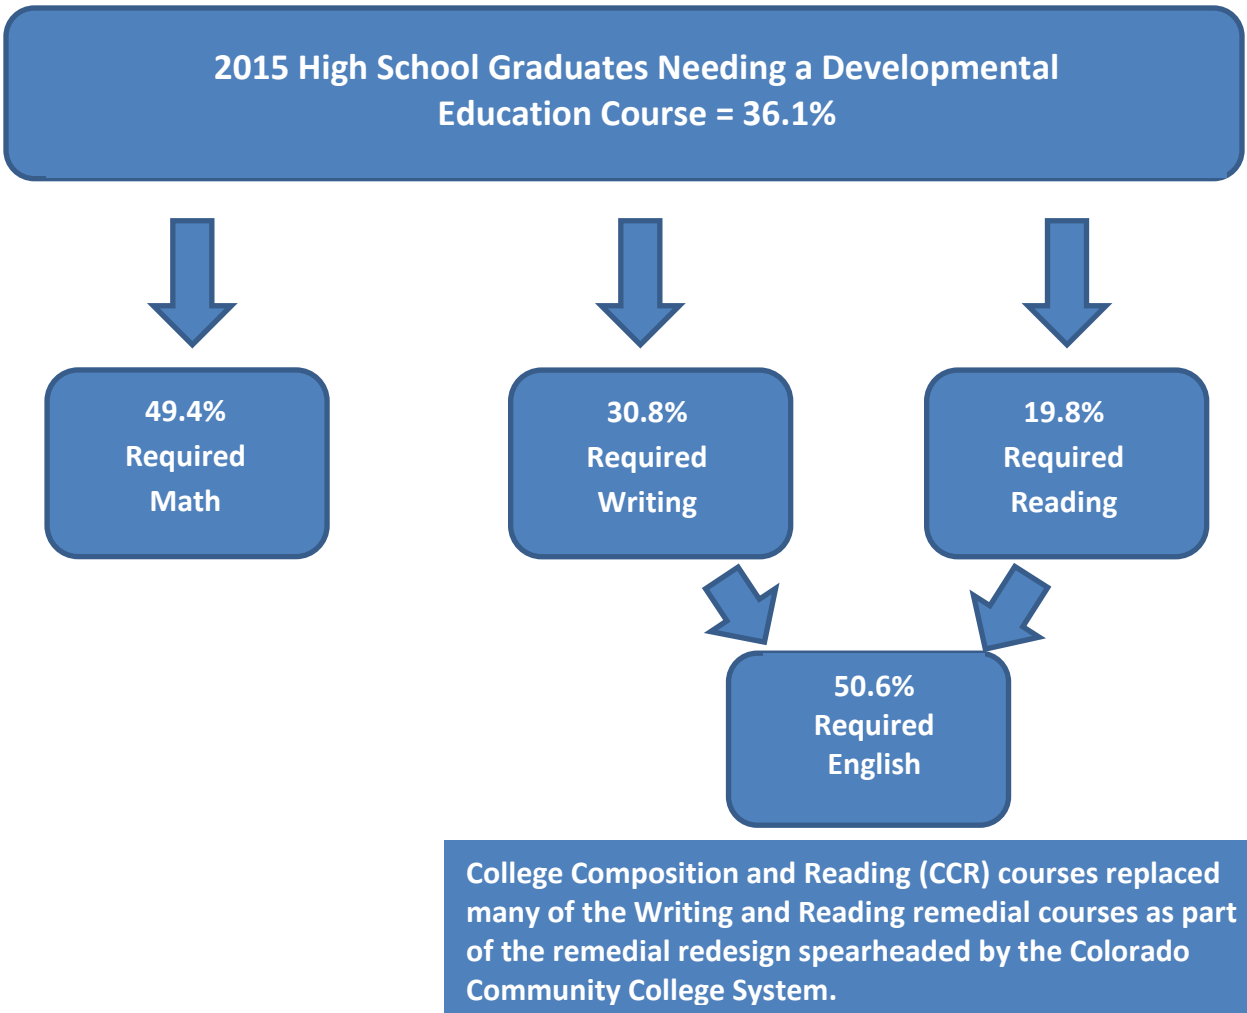 2015 High School Graduates Needing a Developmental
Education Course = 36.1%
49.4%
Required
Math
30.8%
Required
Writing
19.8%
Required
Reading
50.6%
Required
English
College Composition and Reading (CCR) courses replaced
many of the Writing and Reading remedial courses as part
of the remedial redesign spearheaded by the Colorado
Community College System.